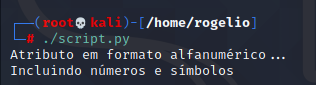 ┌──(root💀kali)-[/home/rogelio]
└─# ./script.py
Atributo em formato alfanumérico...
Incluindo números e símbolos